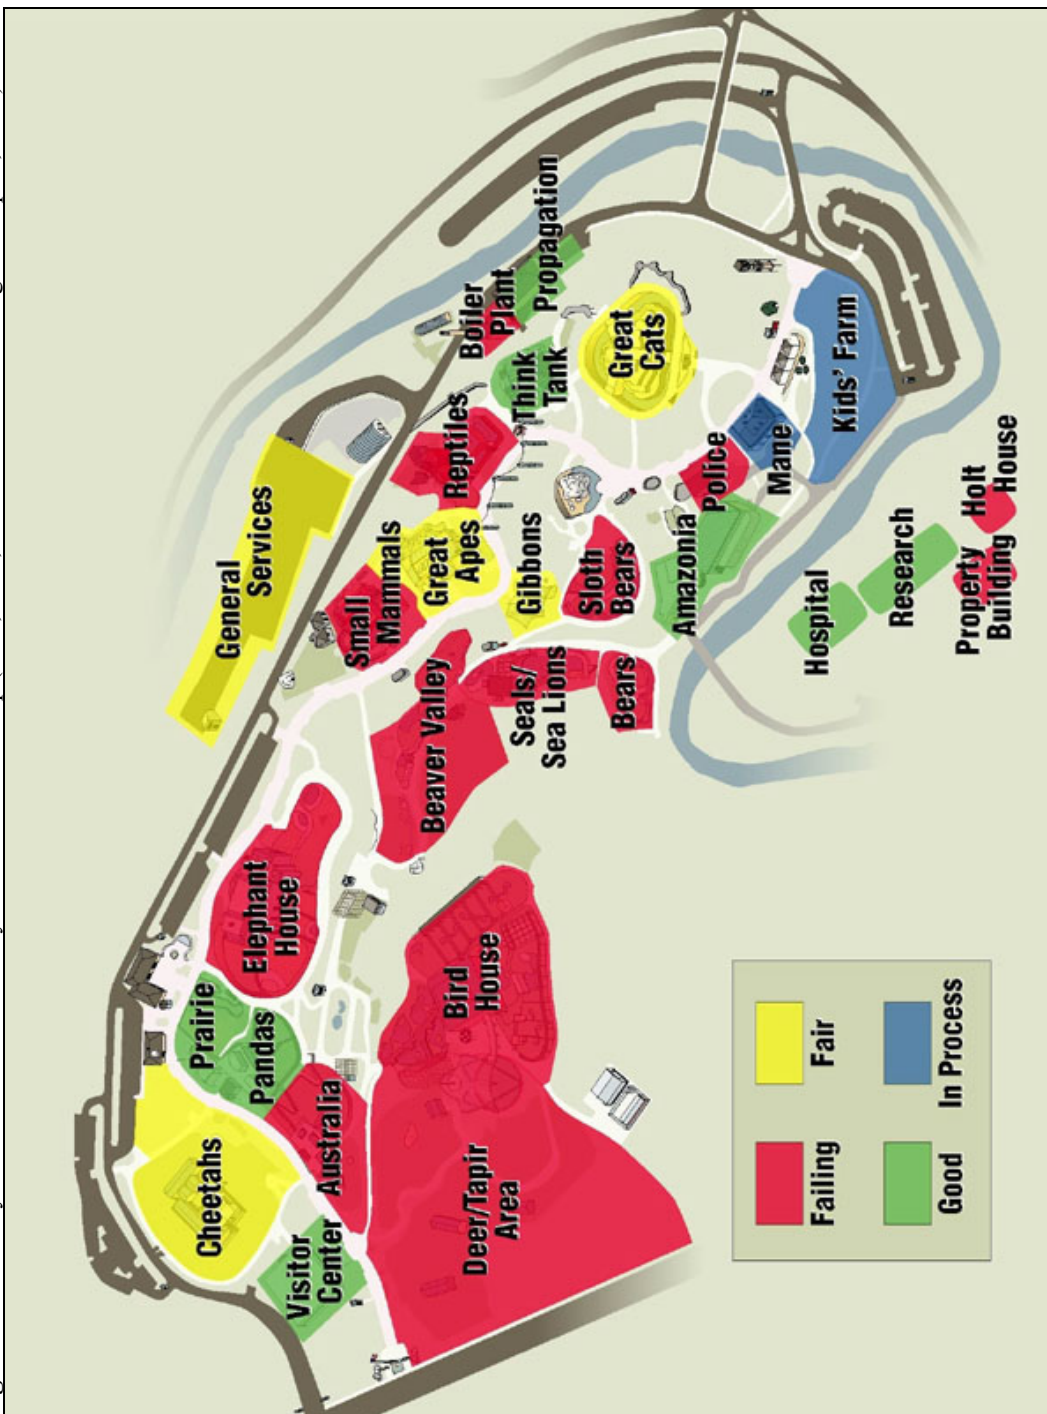 General
Services
Boiler
Plant
Propagation
Think
Tank
Great
Cats
Reptiles
Small
Mammals
Great
Apes
Gibbons
Sloth
Bears
Police
Mane
Kids' Farm
Amazonia
Beaver Valley
Seals/
Sea Lions
Bears
Hospital
Research
Property
Building
Holt
House
Elephant
House
Prairie
Pandas
Australia
Cheetahs
Visitor
Center
Bird
House
Deer/Tapir
Area
Failing
Fair
Good
In Process